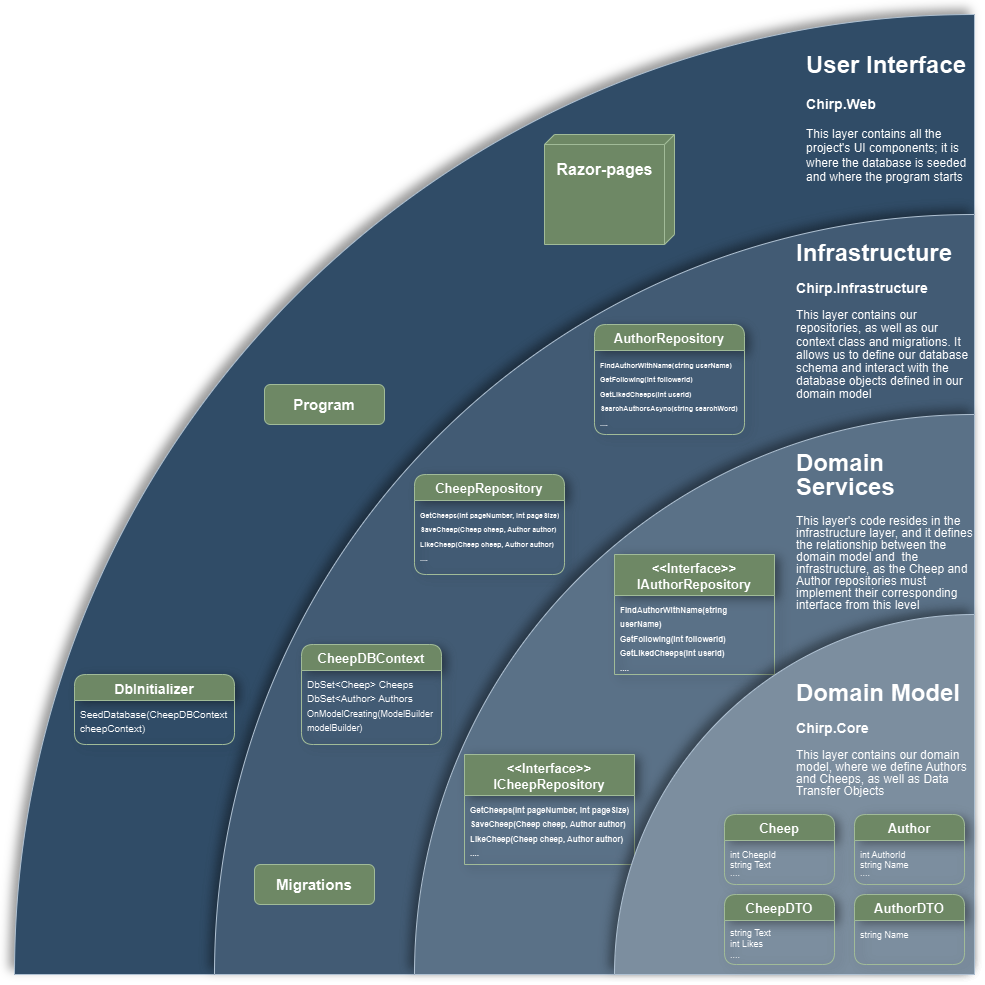 User Interface
Chirp.Web
This layer contains all the
project's UI components; it is
where the database is seeded
and where the program starts
Razor-pages
Infrastructure
Chirp.Infrastructure
This layer contains our
repositories, as well as our
context class and migrations. It
allows us to define our database
schema and interact with the
database objects defined in our
domain model
AuthorRepository
FindAuthorWithName(string userName)
GetFollowing(int followerId)
GetLikedCheeps(int userId)
SearchAuthorsAsync(string searchWord)
....
Program
CheepRepository
GetCheeps(int pageNumber, int pageSize)
SaveCheep(Cheep cheep, Author author)
LikeCheep(Cheep cheep, Author author)
....
Domain
Services
This layer's code resides in the
infrastructure layer, and it defines
the relationship between the
domain model and the
infrastructure, as the Cheep and
Author repositories must
implement their corresponding
interface from this level
<<Interface>>
IAuthorRepository
FindAuthorWithName(string
userName)
GetFollowing(int followerId)
GetLikedCheeps(int userId)
....
CheepDBContext
DbSet<Cheep> Cheeps
DbSet<Author> Authors
OnModelCreating(ModelBuilder
modelBuilder)
DbInitializer
SeedDatabase(CheepDBContext
cheepContext)
<<Interface>>
ICheepRepository
GetCheeps(int pageNumber, int pageSize)
SaveCheep(Cheep cheep, Author author)
LikeCheep(Cheep cheep, Author author)
....
Migrations
Domain Model
Chirp.Core
This layer contains our domain
model, where we define Authors
and Cheeps, as well as Data
Transfer Objects
Cheep
int CheepId
string Text
....
Author
int AuthorId
string Name
....
CheepDTO
string Text
int Likes
....
AuthorDTO
string Name